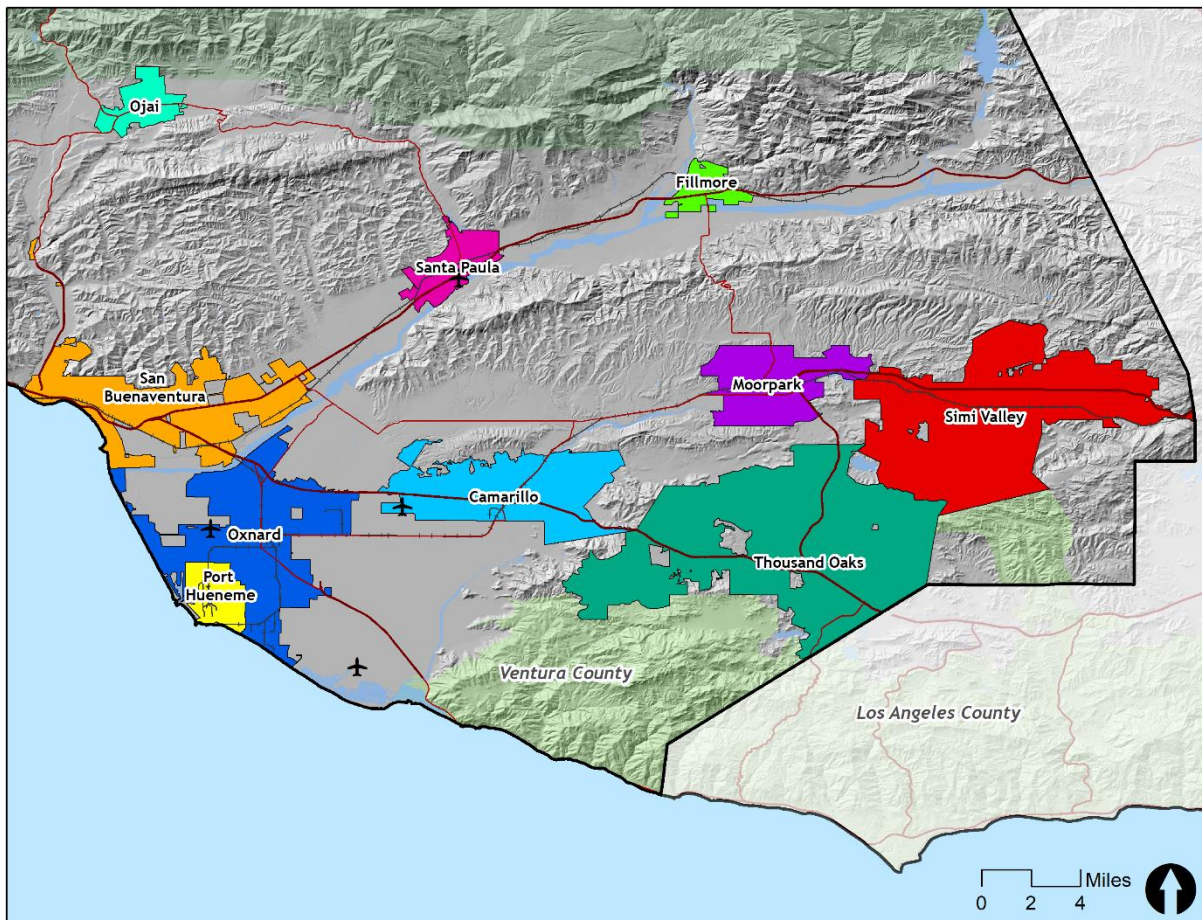 Ojai
Fillmore
Santa Paula
San
Buenaventura
Moorpark
Simi Valley
Camarillo
Oxnard
Thousand Oaks
Port
Hueneme
Ventura County
Los Angeles County
Miles
0 2 4